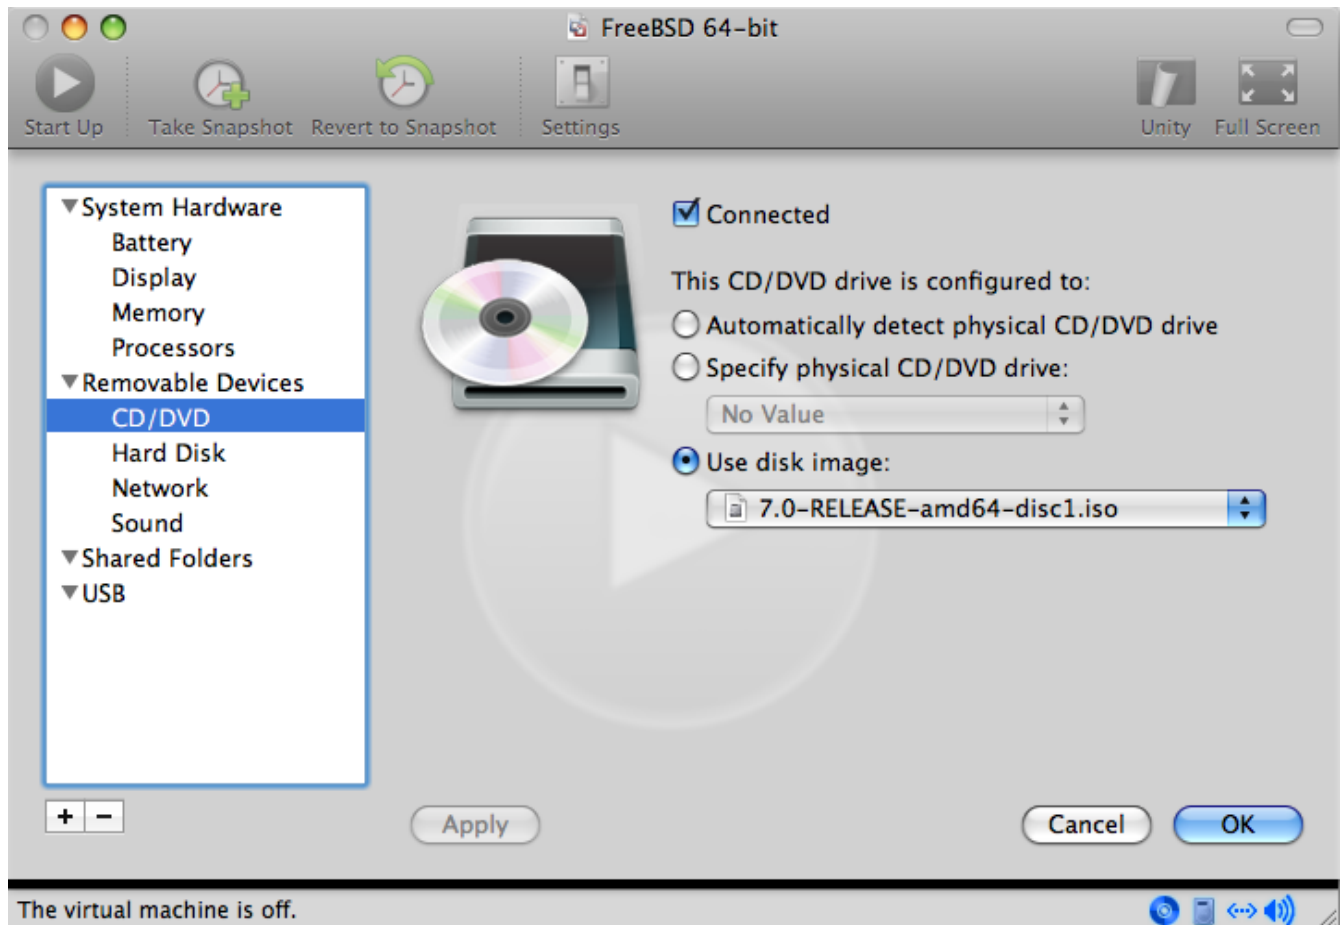 FreeBSD 64-bit
Start Up
Take Snapshot
Revert to Snapshot
Settings
Unity
Full Screen
System Hardware
Battery
Display
Memory
Processors
Removable Devices
CD/DVD
Hard Disk
Network
Sound
Shared Folders
USB
Connected
This CD/DVD drive is configured to:
Automatically detect physical CD/DVD drive
Specify physical CD/DVD drive:
No Value
Use disk image:
7.0-RELEASE-amd64-disc1.iso
+ −
Apply
Cancel
OK
The virtual machine is off.